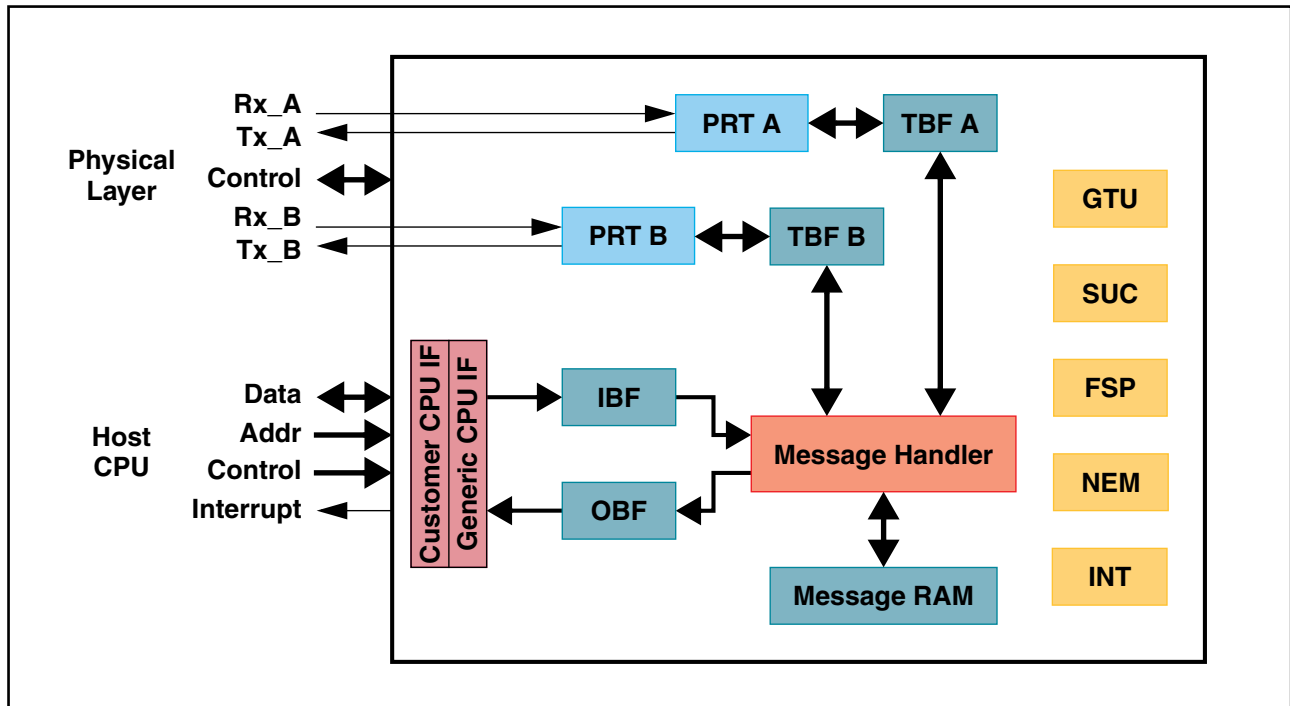 Rx_A
Tx_A
Physical
Layer
Control
Rx_B
Tx_B
PRT A
TBF A
PRT B
TBF B
GTU
SUC
FSP
NEM
INT
Host
CPU
Data
Addr
Control
Interrupt
Customer CPU IF
Generic CPU IF
IBF
OBF
Message Handler
Message RAM